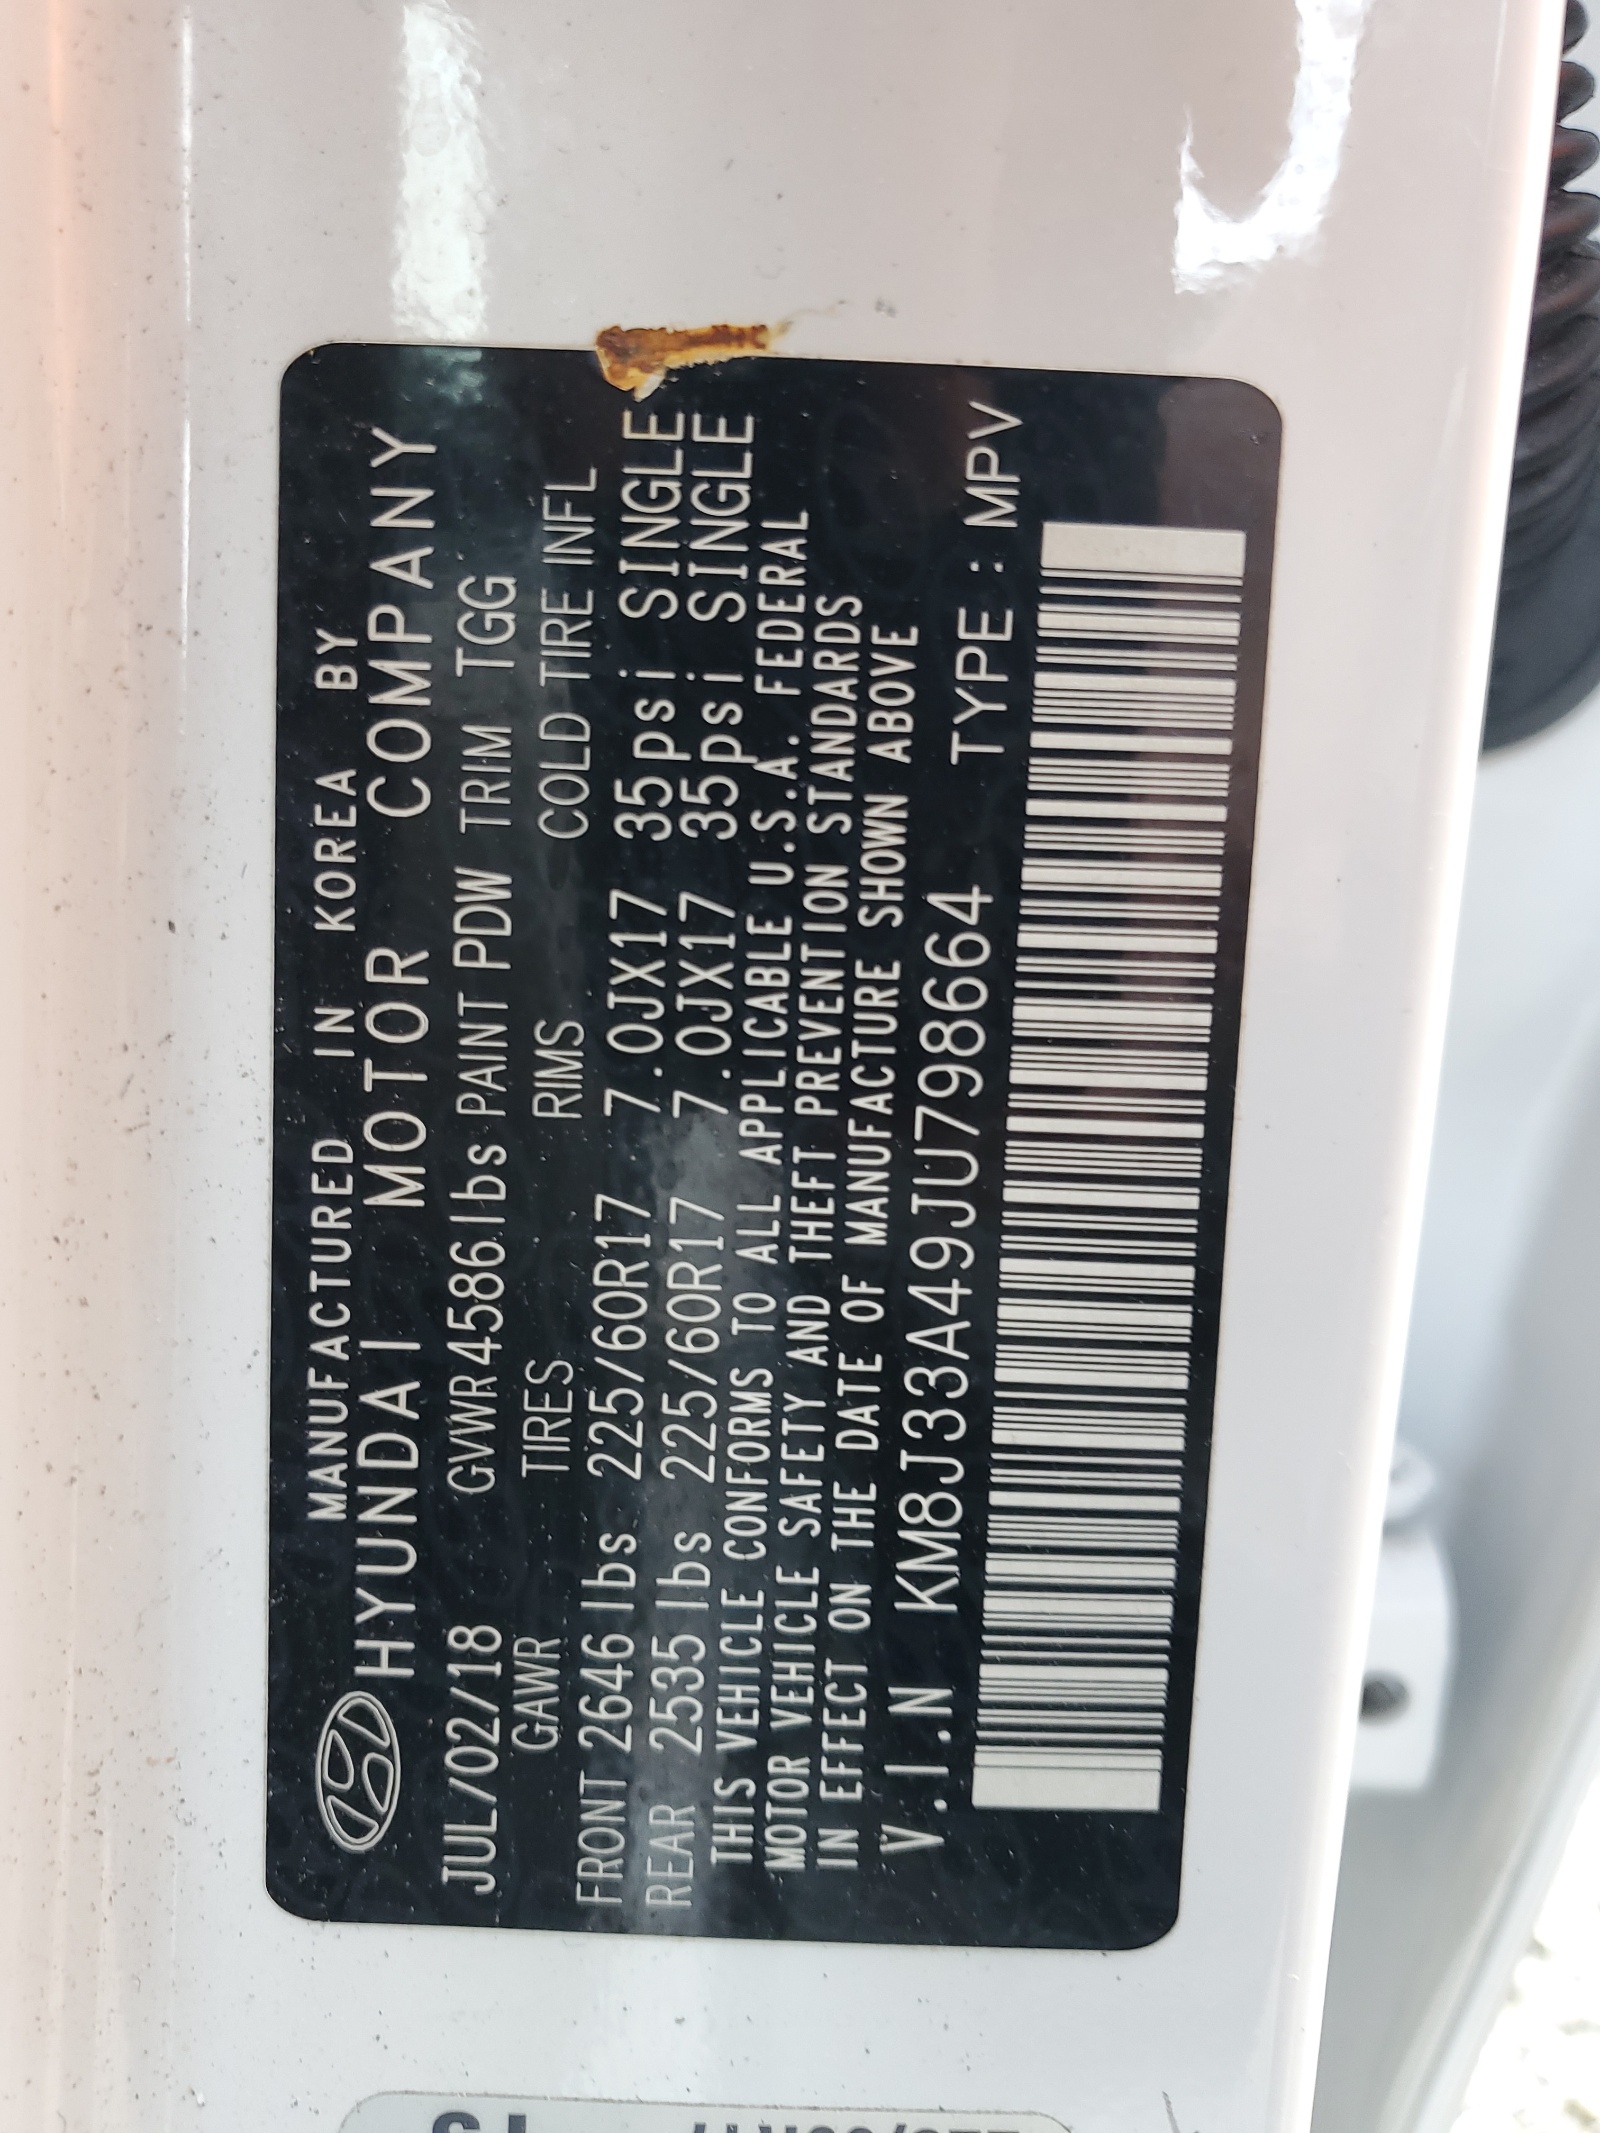 MANUFACTURED IN KOREA BY
HYUNDAI MOTOR COMPANY
JUL/02/18 GVWR 4586lbs PAINT PDW TRIM TGG
GAWR TIRES RIMS COLD TIRE INFL
FRONT 2646 lbs 225/60R17 7.0JX17 35psi SINGLE
REAR 2535 lbs 225/60R17 7.0JX17 35psi SINGLE
THIS VEHICLE CONFORMS TO ALL APPLICABLE U.S.A. FEDERAL
MOTOR VEHICLE SAFETY AND THEFT PREVENTION STANDARDS
IN EFFECT ON THE DATE OF MANUFACTURE SHOWN ABOVE
V.I.N KM8J33A49JU798664 TYPE : MPV